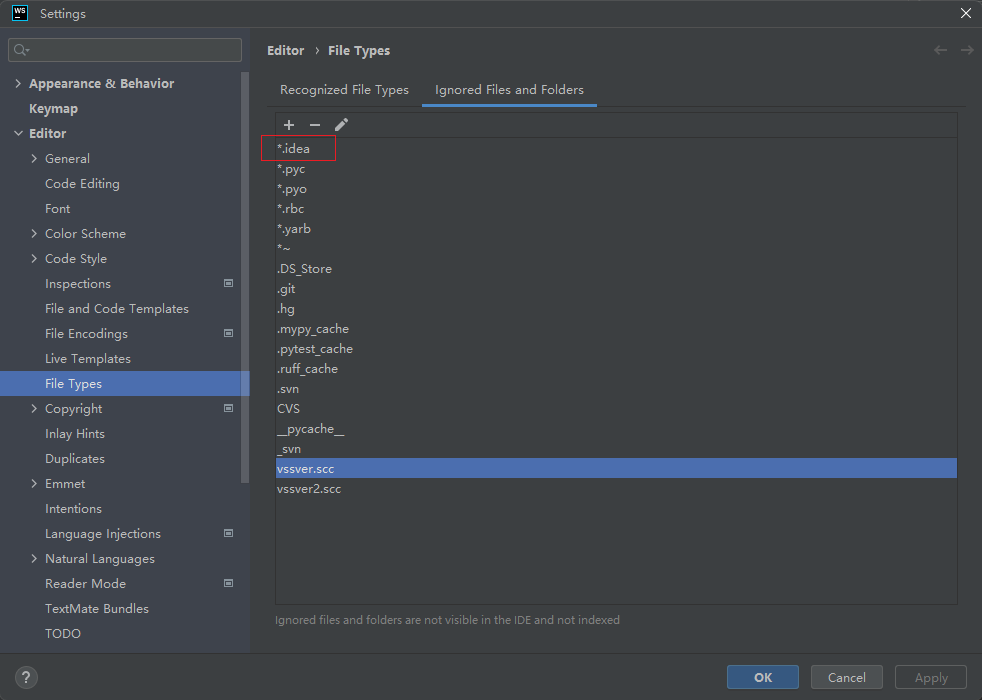 WS
Settings
Appearance & Behavior
Keymap
Editor
General
Code Editing
Font
Color Scheme
Code Style
Inspections
File and Code Templates
File Encodings
Live Templates
File Types
Copyright
Inlay Hints
Duplicates
Emmet
Intentions
Language Injections
Natural Languages
Reader Mode
TextMate Bundles
TODO
Editor › File Types
Recognized File Types Ignored Files and Folders
*.idea
*.pyc
*.pyo
*.rbc
*.yarb
*~
.DS_Store
.git
.hg
.mypy_cache
.pytest_cache
.ruff_cache
.svn
CVS
__pycache__
_svn
vssver.scc
vssver2.scc
Ignored files and folders are not visible in the IDE and not indexed
? OK Cancel Apply